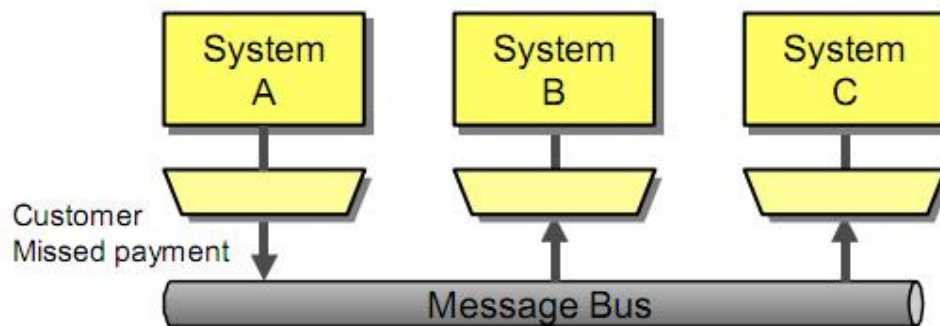 System
A
System
B
System
C
Customer
Missed payment
Message Bus